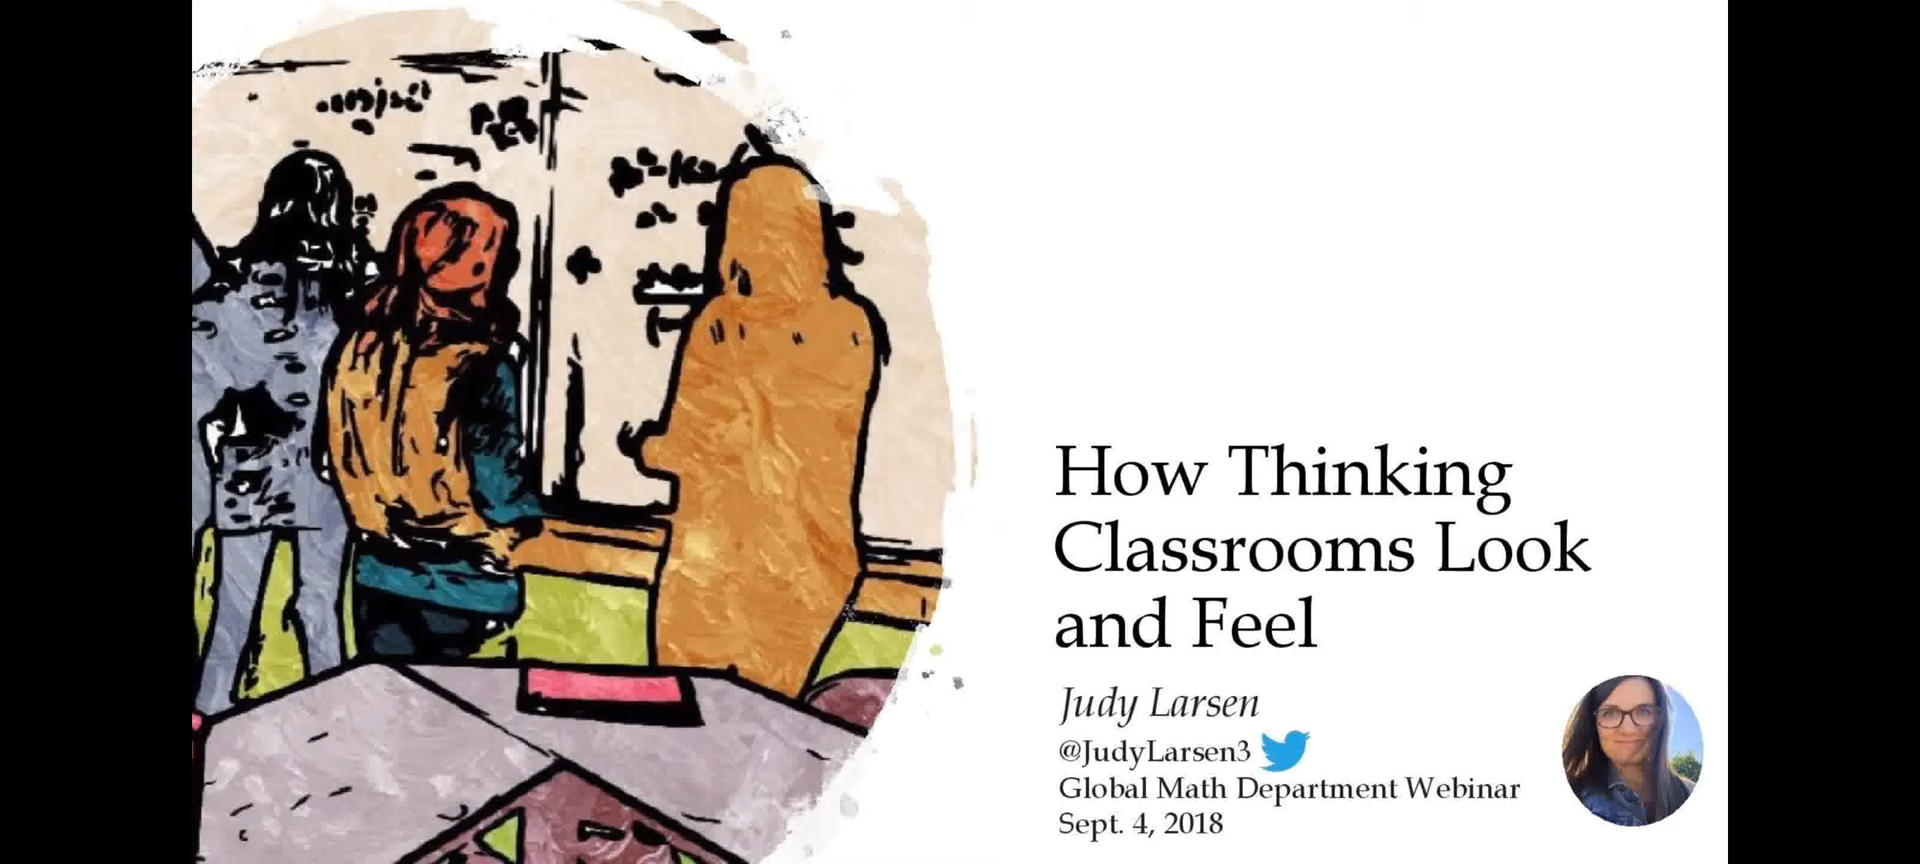 How Thinking
Classrooms Look
and Feel
Judy Larsen
@JudyLarsen3
Global Math Department Webinar
Sept. 4, 2018